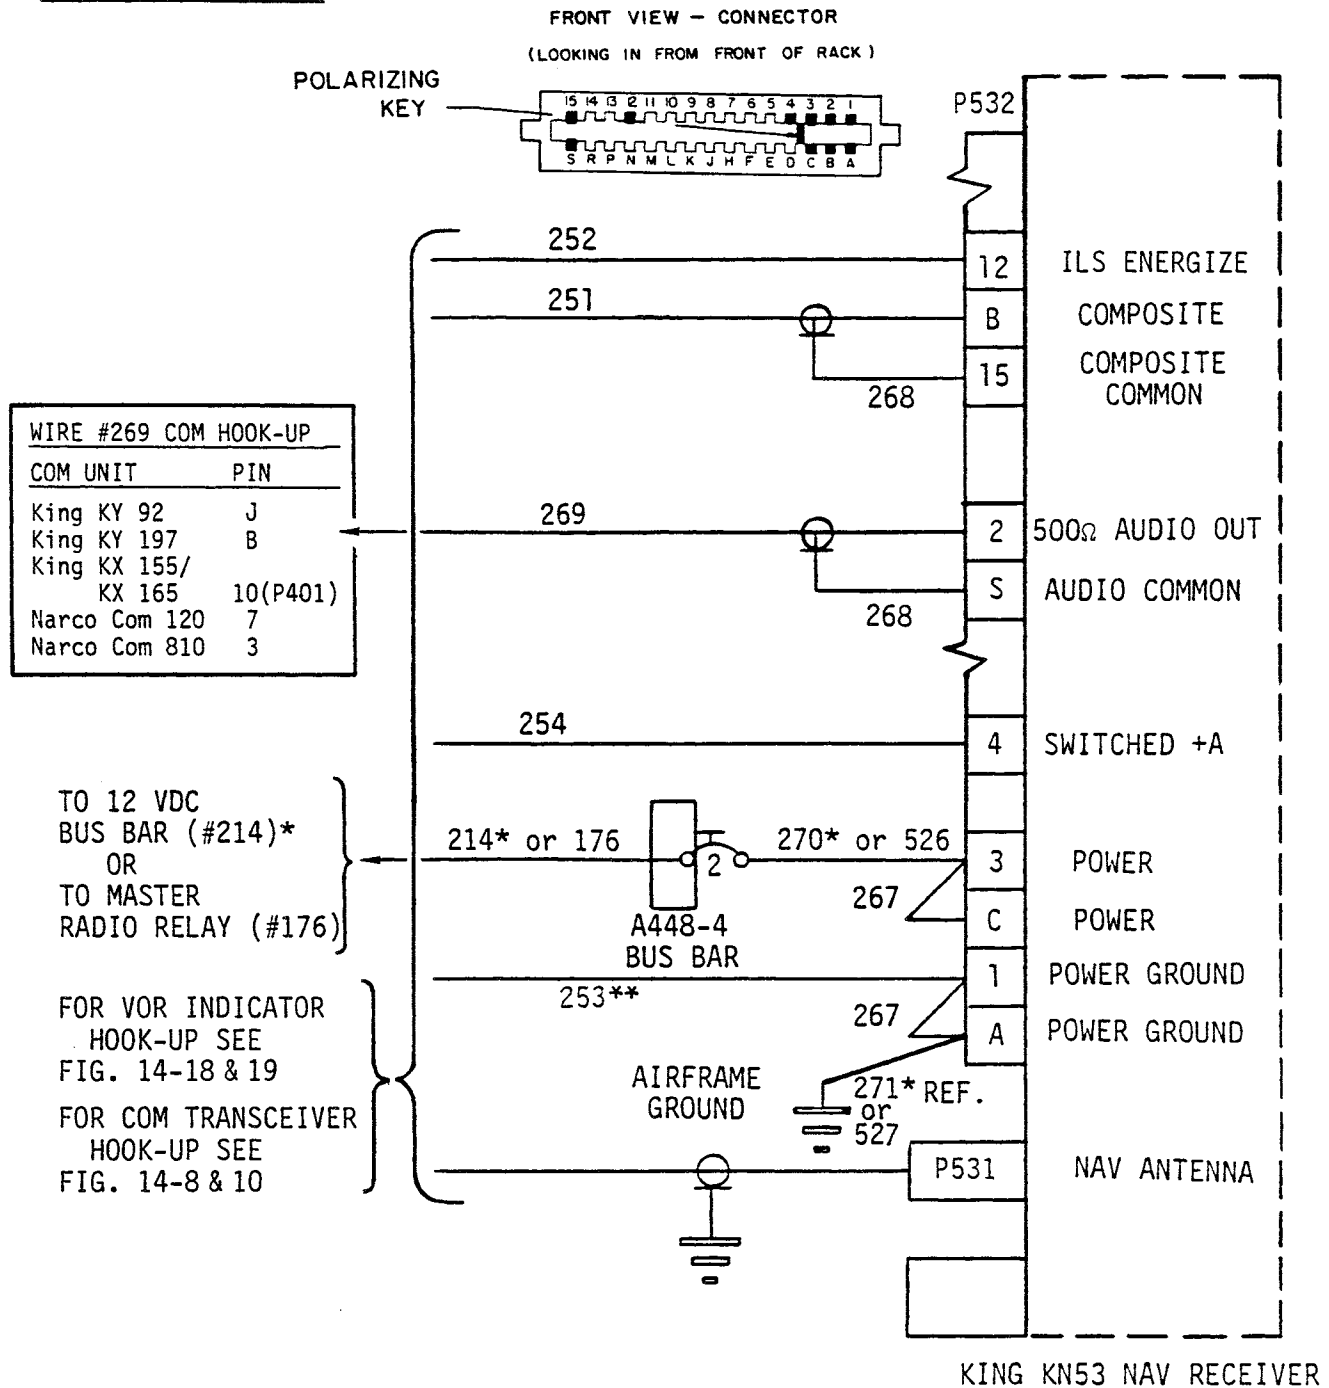 FRONT VIEW – CONNECTOR
(LOOKING IN FROM FRONT OF RACK)
POLARIZING
KEY
15 14 13 12 11 10 9 8 7 6 5 4 3 2 1
S R P N M L K J H F E D C B A
P532
252
12
ILS ENERGIZE
251
B
COMPOSITE
268
15
COMPOSITE
COMMON
WIRE #269 COM HOOK-UP
COM UNIT PIN
King KY 92 J
King KY 197 B
King KX 155/
KX 165 10(P401)
Narco Com 120 7
Narco Com 810 3
269
2
500Ω AUDIO OUT
268
S
AUDIO COMMON
254
4
SWITCHED +A
TO 12 VDC
BUS BAR (#214)*
OR
TO MASTER
RADIO RELAY (#176)
214* or 176
2
270* or 526
3
POWER
267
C
POWER
A448-4
BUS BAR
253**
1
POWER GROUND
267
A
POWER GROUND
FOR VOR INDICATOR
HOOK-UP SEE
FIG. 14-18 & 19
FOR COM TRANSCEIVER
HOOK-UP SEE
FIG. 14-8 & 10
AIRFRAME
GROUND
271* REF.
or
527
P531
NAV ANTENNA
KING KN53 NAV RECEIVER